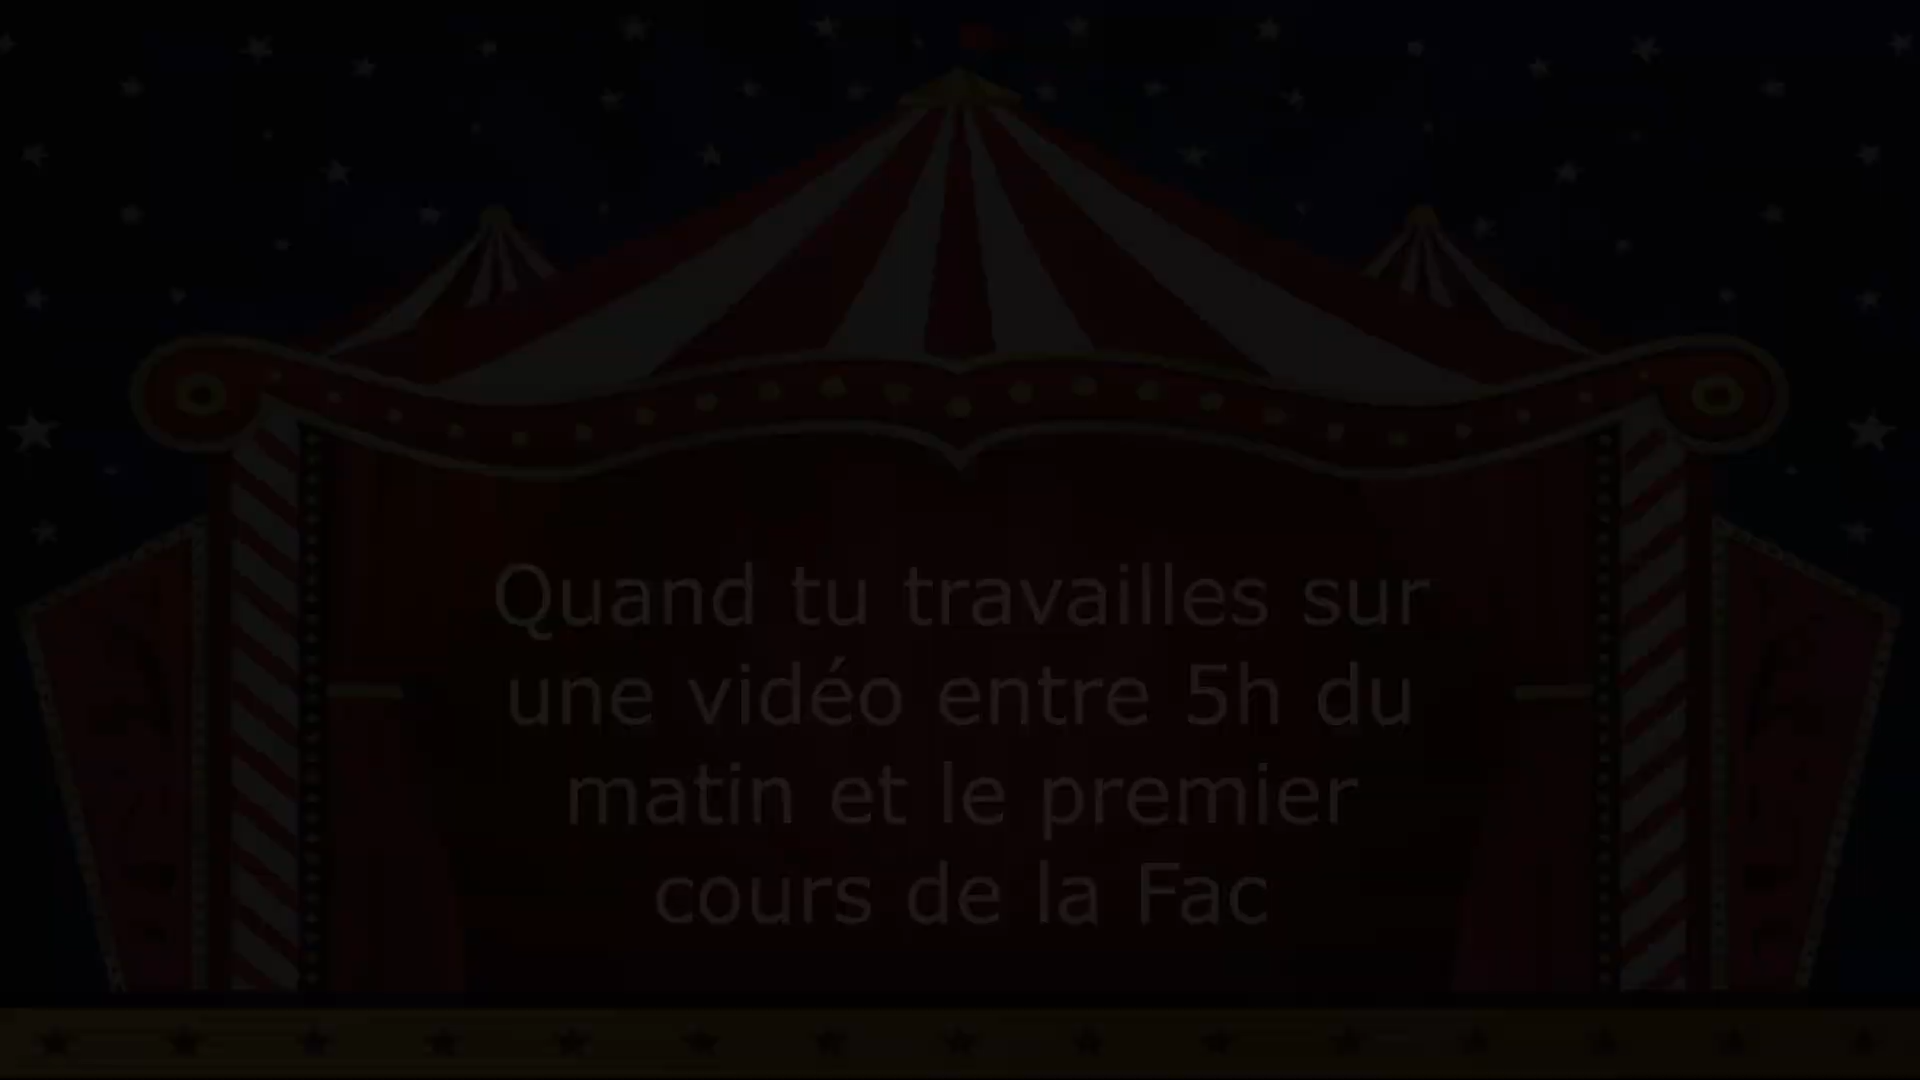 Quand tu travailles sur
une vidéo entre 5h du
matin et le premier
cours de la Fac